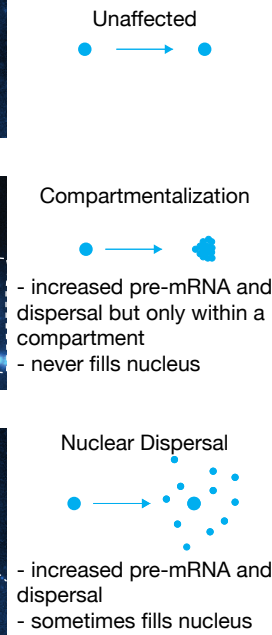 Unaffected
Compartmentalization
- increased pre-mRNA and
dispersal but only within a
compartment
- never fills nucleus
Nuclear Dispersal
- increased pre-mRNA and
dispersal
- sometimes fills nucleus